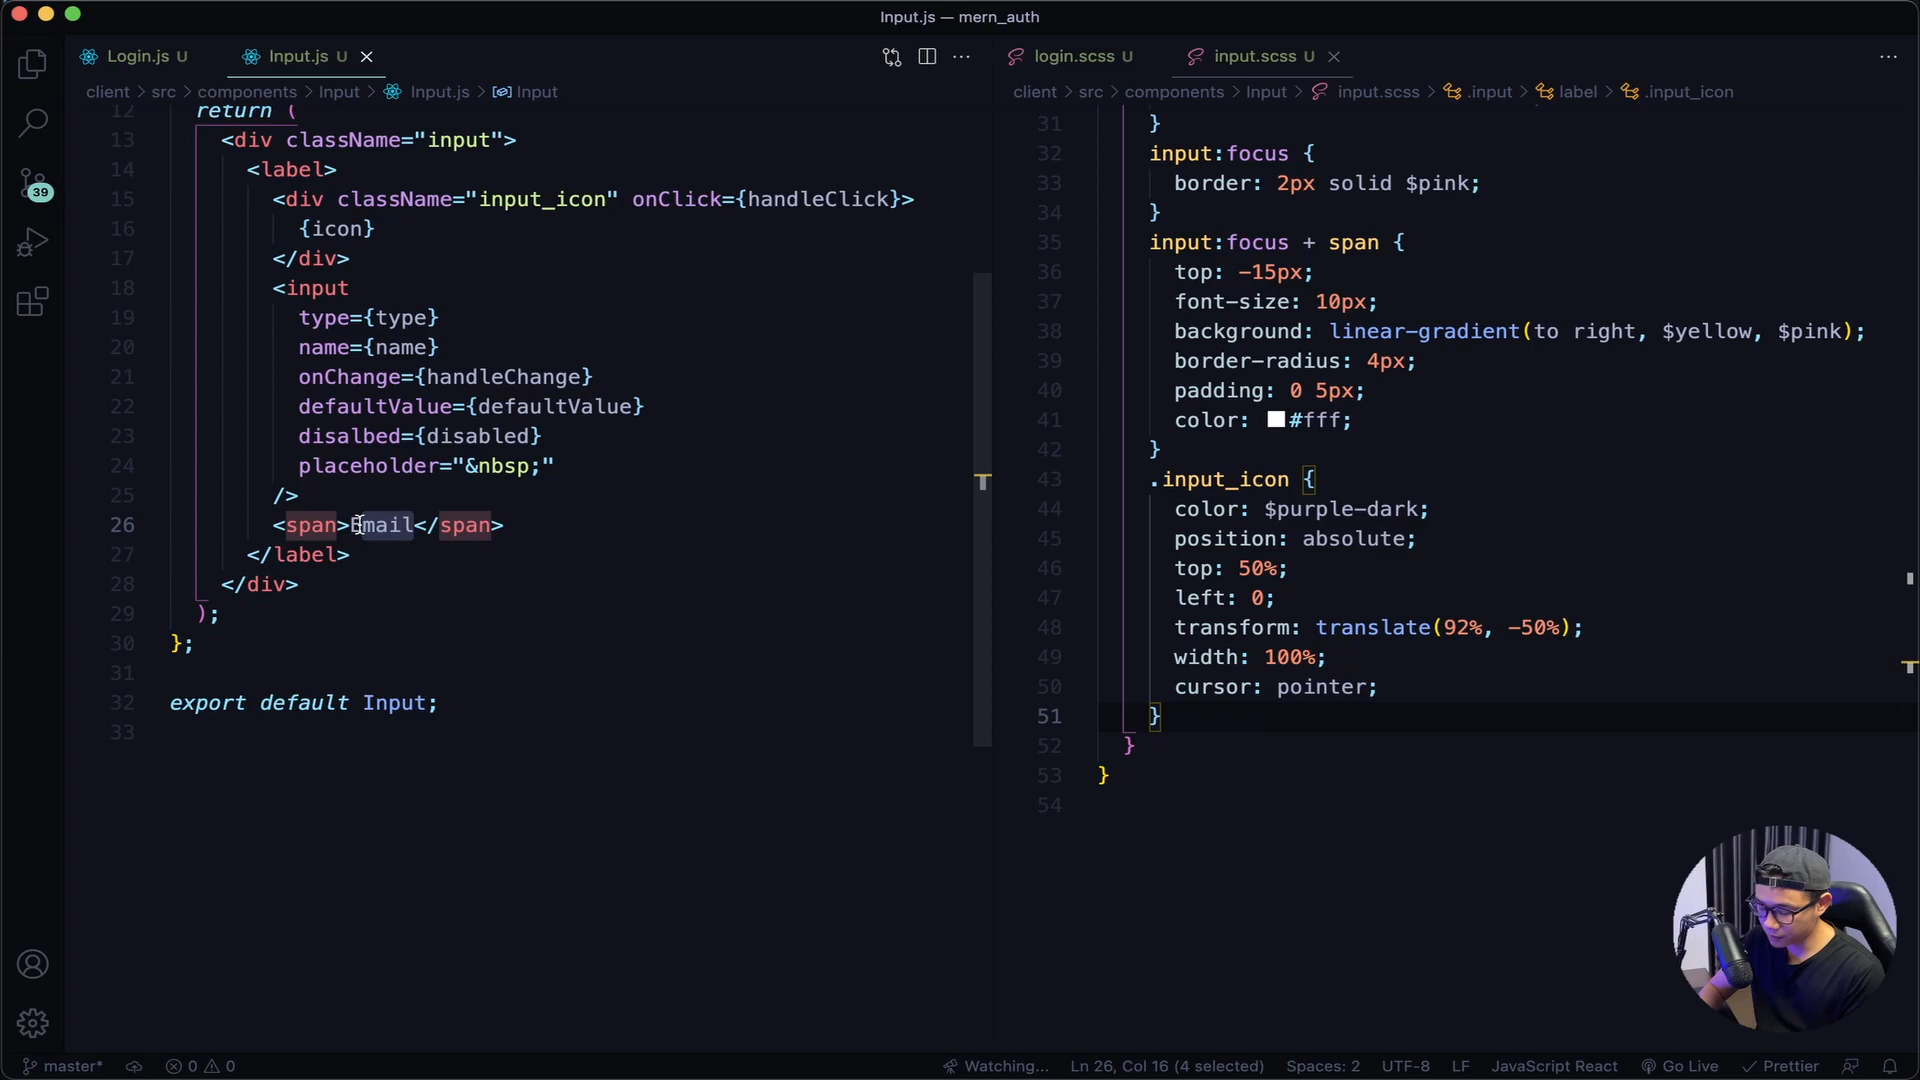 Input.js — mern_auth
Login.js U
Input.js U
client > src > components > Input > Input.js > Input
12 return (
13 <div className="input">
14 <label>
15 <div className="input_icon" onClick={handleClick}>
16 {icon}
17 </div>
18 <input
19 type={type}
20 name={name}
21 onChange={handleChange}
22 defaultValue={defaultValue}
23 disalbed={disabled}
24 placeholder="&nbsp;"
25 />
26 <span>Email</span>
27 </label>
28 </div>
29 );
30 };
31
32 export default Input;
33
login.scss U
input.scss U
client > src > components > Input > input.scss > .input > label > .input_icon
31 }
32 input:focus {
33 border: 2px solid $pink;
34 }
35 input:focus + span {
36 top: -15px;
37 font-size: 10px;
38 background: linear-gradient(to right, $yellow, $pink);
39 border-radius: 4px;
40 padding: 0 5px;
41 color: #fff;
42 }
43 .input_icon {
44 color: $purple-dark;
45 position: absolute;
46 top: 50%;
47 left: 0;
48 transform: translate(92%, -50%);
49 width: 100%;
50 cursor: pointer;
51 }
52 }
53 }
54
39
master* 0 0 Watching... Ln 26, Col 16 (4 selected) Spaces: 2 UTF-8 LF JavaScript React Go Live Prettier